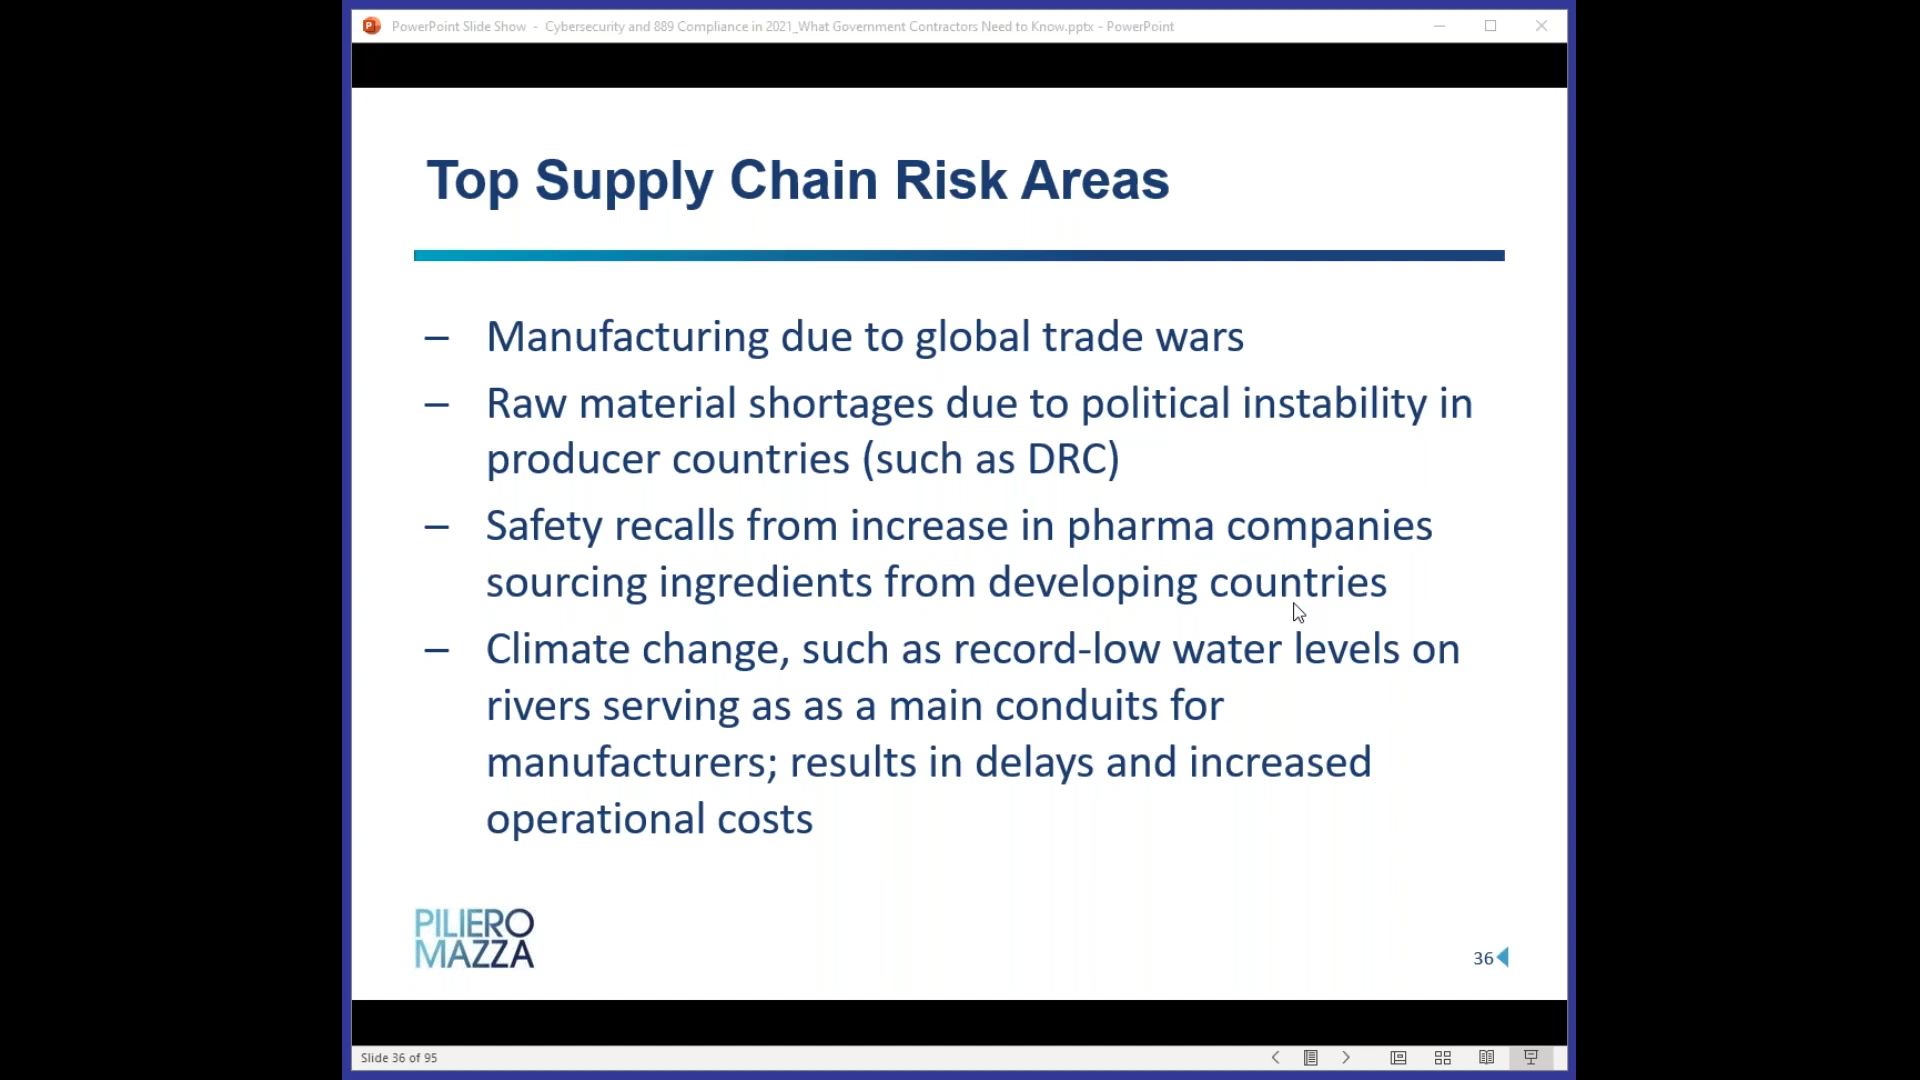 PowerPoint Slide Show - Cybersecurity and 889 Compliance in 2021_What Government Contractors Need to Know.pptx - PowerPoint
Top Supply Chain Risk Areas
– Manufacturing due to global trade wars
– Raw material shortages due to political instability in
producer countries (such as DRC)
– Safety recalls from increase in pharma companies
sourcing ingredients from developing countries
– Climate change, such as record-low water levels on
rivers serving as as a main conduits for
manufacturers; results in delays and increased
operational costs
PILIERO
MAZZA
36
Slide 36 of 95